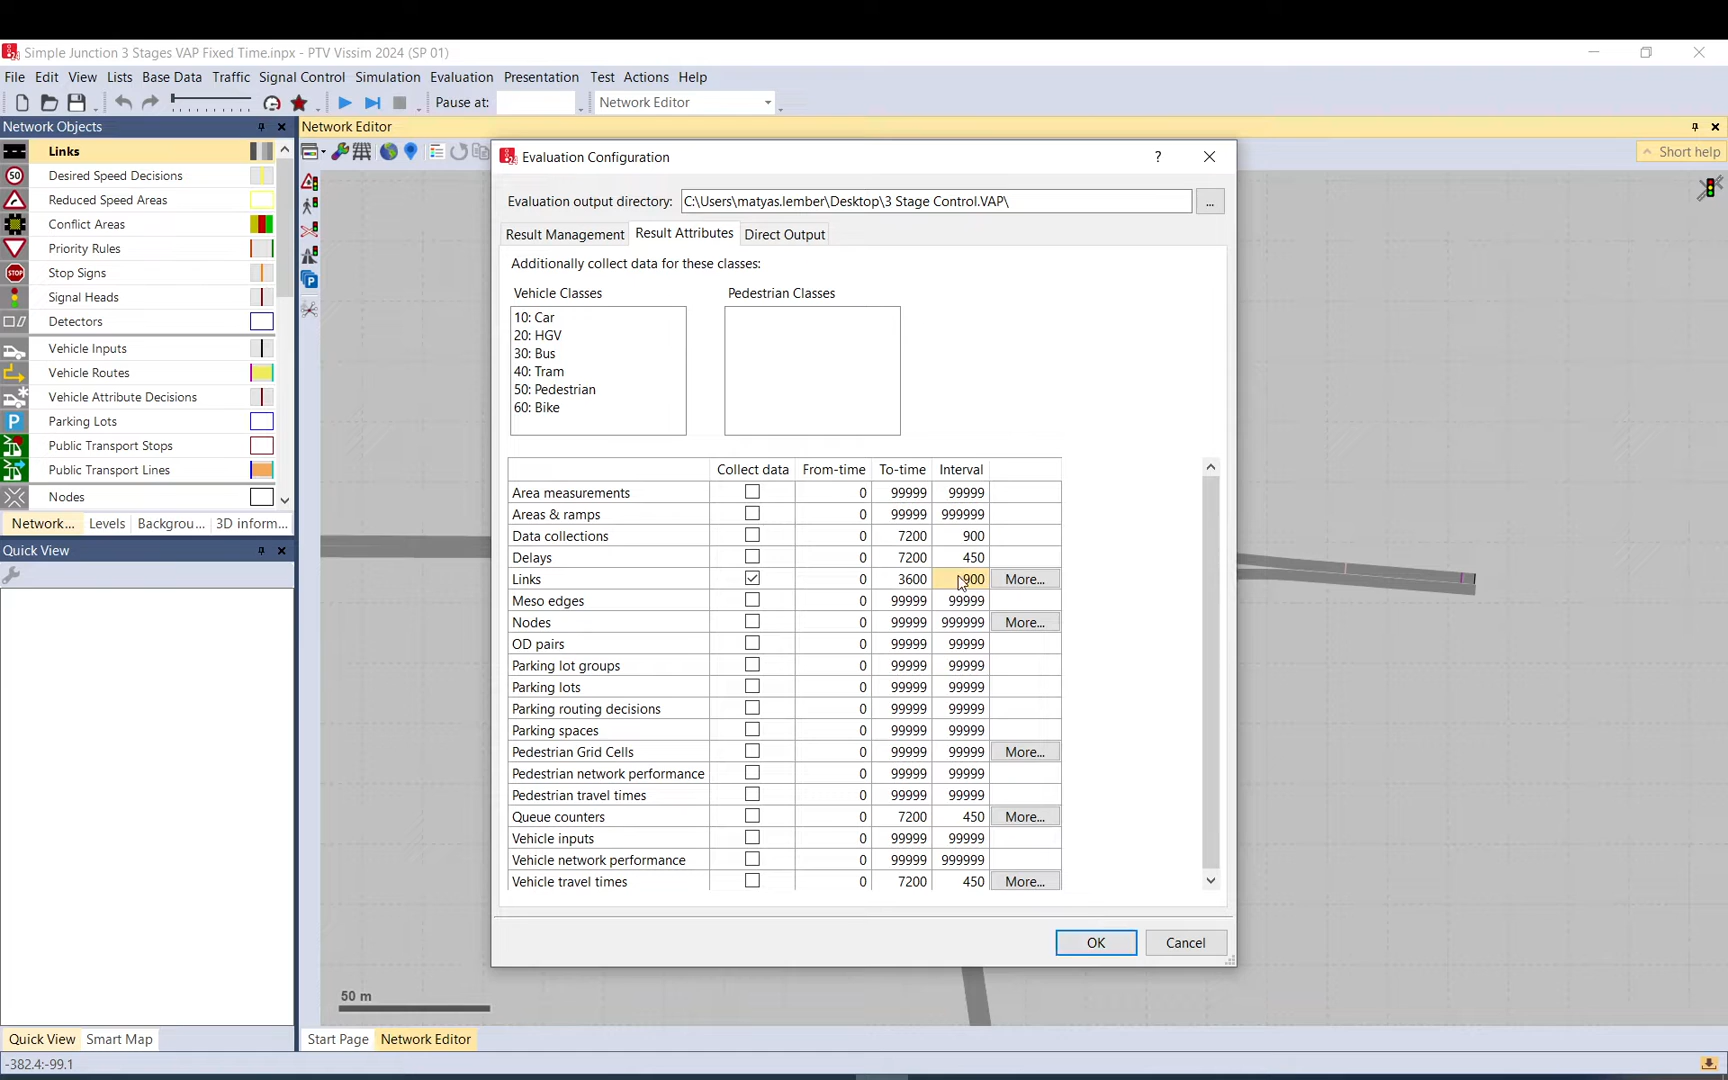 Simple Junction 3 Stages VAP Fixed Time.inpx - PTV Vissim 2024 (SP 01)
File Edit View Lists Base Data Traffic Signal Control Simulation Evaluation Presentation Test Actions Help
Pause at: Network Editor
Network Objects
Network Editor
Links
Desired Speed Decisions
Reduced Speed Areas
Conflict Areas
Priority Rules
Stop Signs
Signal Heads
Detectors
Vehicle Inputs
Vehicle Routes
Vehicle Attribute Decisions
Parking Lots
Public Transport Stops
Public Transport Lines
Nodes
Network... Levels Backgrou... 3D inform...
Quick View
Short help
Evaluation Configuration
?
Evaluation output directory: C:\Users\matyas.lember\Desktop\3 Stage Control.VAP\ ...
Result Management Result Attributes Direct Output
Additionally collect data for these classes:
Vehicle Classes Pedestrian Classes
10: Car
20: HGV
30: Bus
40: Tram
50: Pedestrian
60: Bike
Collect data From-time To-time Interval
Area measurements 0 99999 99999
Areas & ramps 0 99999 999999
Data collections 0 7200 900
Delays 0 7200 450
Links 0 3600 900 More...
Meso edges 0 99999 99999
Nodes 0 99999 999999 More...
OD pairs 0 99999 99999
Parking lot groups 0 99999 99999
Parking lots 0 99999 99999
Parking routing decisions 0 99999 99999
Parking spaces 0 99999 99999
Pedestrian Grid Cells 0 99999 99999 More...
Pedestrian network performance 0 99999 99999
Pedestrian travel times 0 99999 99999
Queue counters 0 7200 450 More...
Vehicle inputs 0 99999 99999
Vehicle network performance 0 99999 999999
Vehicle travel times 0 7200 450 More...
OK Cancel
50 m
Quick View Smart Map Start Page Network Editor
-382.4:-99.1